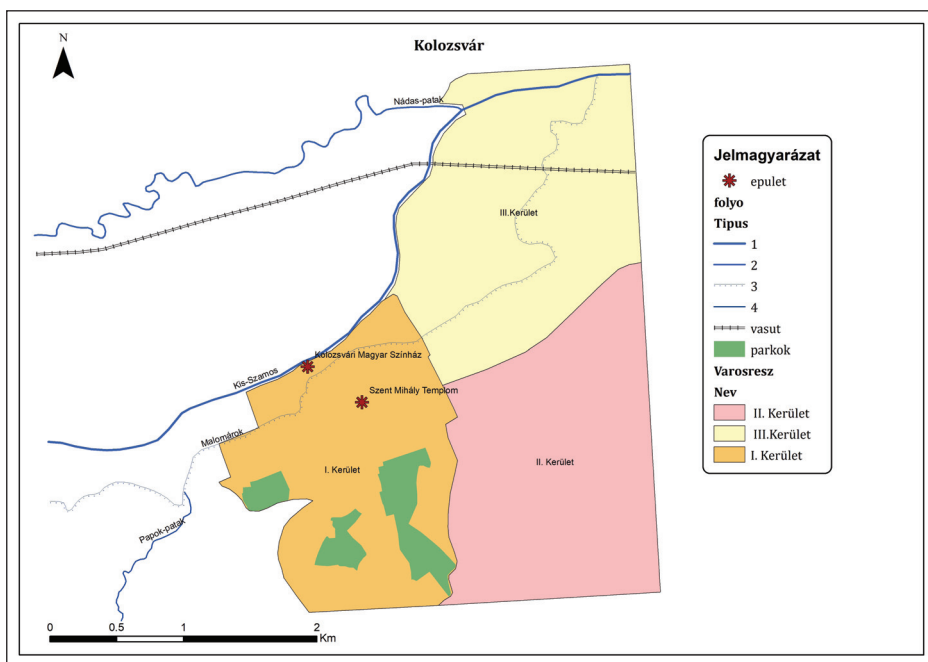 Kolozsvár
N
Nádas-patak
III.Kerület
Kolozsvári Magyar Színház
Kis-Szamos
Szent Mihály Templom
Malomárok
I. Kerület
II. Kerület
Papok-patak
0 0.5 1 2
Km
Jelmagyarázat
epulet
folyo
Tipus
1
2
3
4
vasut
parkok
Varosresz
Nev
II. Kerület
III.Kerület
I. Kerület